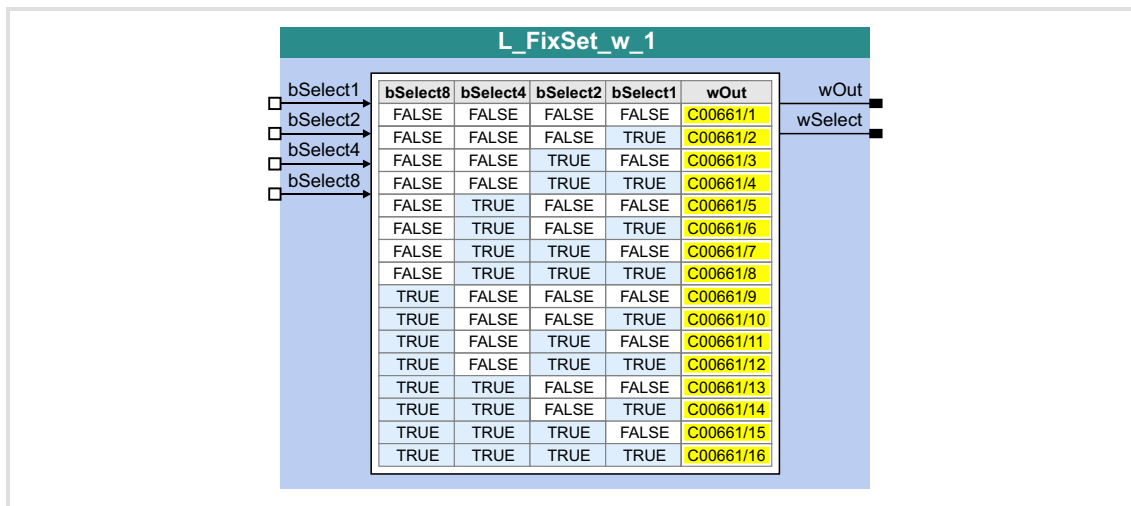 L_FixSet_w_1
bSelect1
bSelect2
bSelect4
bSelect8
bSelect8 bSelect4 bSelect2 bSelect1 wOut
FALSE FALSE FALSE FALSE C00661/1
FALSE FALSE FALSE TRUE C00661/2
FALSE FALSE TRUE FALSE C00661/3
FALSE FALSE TRUE TRUE C00661/4
FALSE TRUE FALSE FALSE C00661/5
FALSE TRUE FALSE TRUE C00661/6
FALSE TRUE TRUE FALSE C00661/7
FALSE TRUE TRUE TRUE C00661/8
TRUE FALSE FALSE FALSE C00661/9
TRUE FALSE FALSE TRUE C00661/10
TRUE FALSE TRUE FALSE C00661/11
TRUE FALSE TRUE TRUE C00661/12
TRUE TRUE FALSE FALSE C00661/13
TRUE TRUE FALSE TRUE C00661/14
TRUE TRUE TRUE FALSE C00661/15
TRUE TRUE TRUE TRUE C00661/16
wOut
wSelect